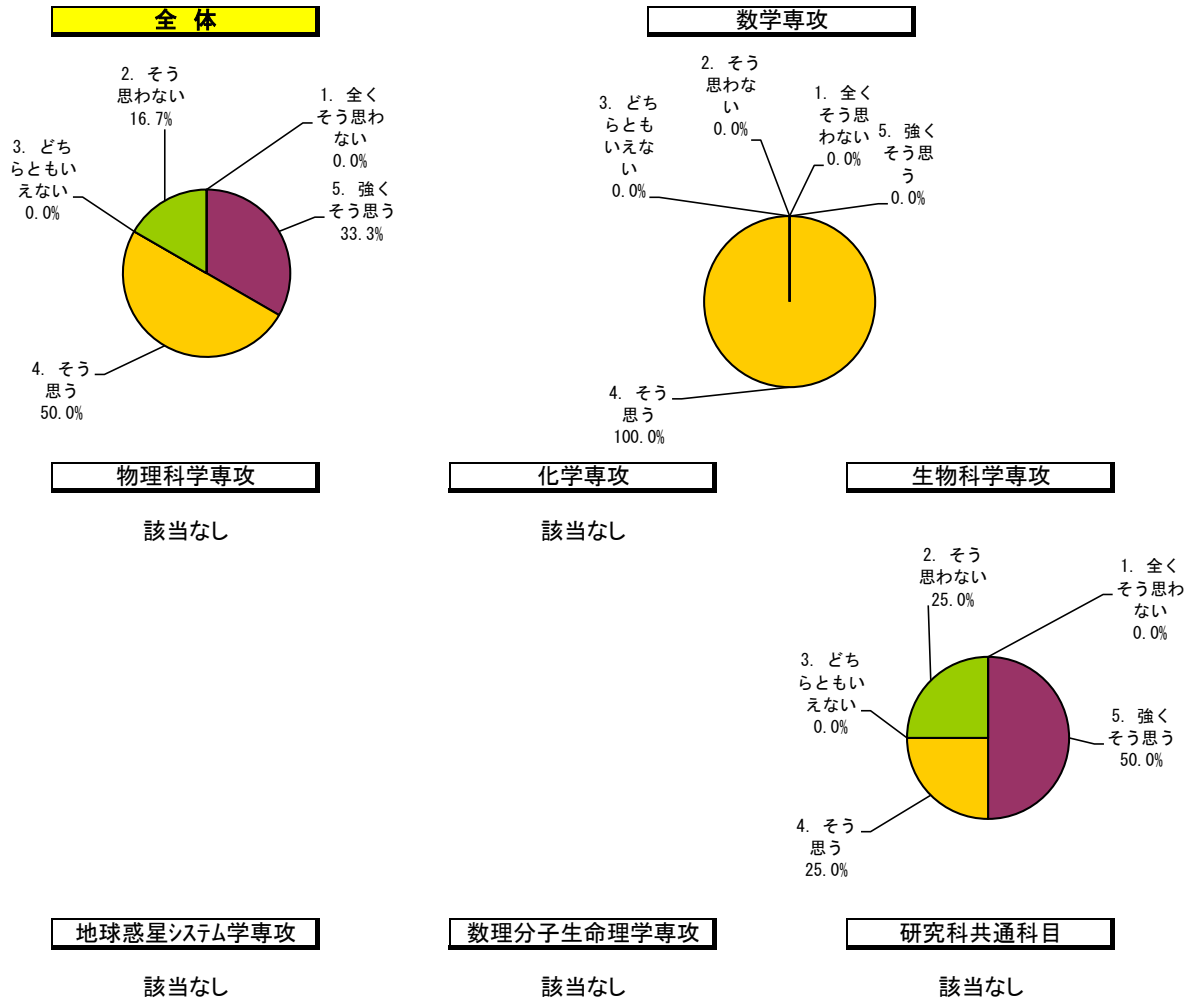 全 体
2. そう
思わない
16.7%
1. 全く
そう思わ
ない
0.0%
3. どち
らともい
えない
0.0%
5. 強く
そう思う
33.3%
4. そう
思う
50.0%
数学専攻
2. そう
思わな
い
0.0%
1. 全く
そう思
わない
0.0%
3. どち
らとも
いえな
い
0.0%
5. 強く
そう思
う
0.0%
4. そう
思う
100.0%
物理科学専攻
該当なし
化学専攻
該当なし
生物科学専攻
2. そう
思わない
25.0%
1. 全く
そう思わ
ない
0.0%
3. どち
らともい
えない
0.0%
5. 強く
そう思う
50.0%
4. そう
思う
25.0%
地球惑星システム学専攻
該当なし
数理分子生命理学専攻
該当なし
研究科共通科目
該当なし